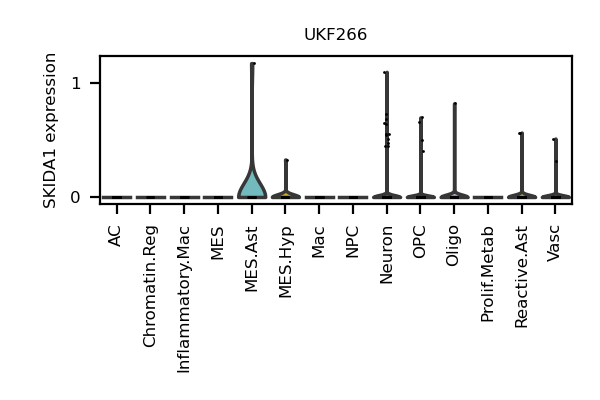 UKF266
SKIDA1 expression
1
0
AC
Chromatin.Reg
Inflammatory.Mac
MES
MES.Ast
MES.Hyp
Mac
NPC
Neuron
OPC
Oligo
Prolif.Metab
Reactive.Ast
Vasc